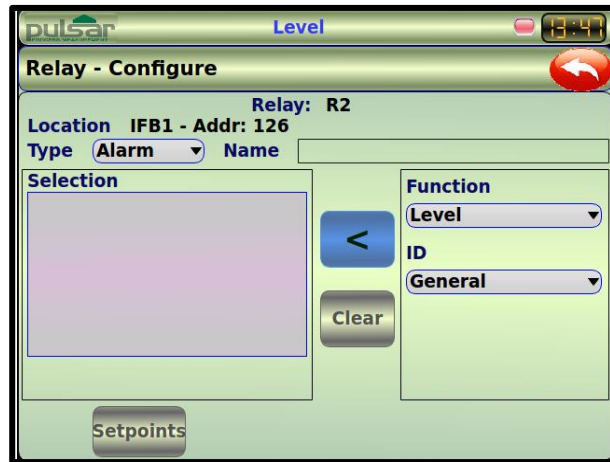 pulsar
Level
13:47
Relay - Configure
Relay: R2
Location IFB1 - Addr: 126
Type Alarm Name
Selection
Function
Level
<
ID
General
Clear
Setpoints